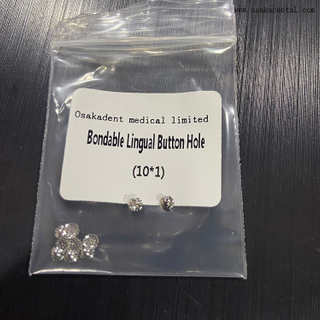 www.osakadental.com
Osakadent medical limited
Bondable Lingual Button Hole
(10*1)